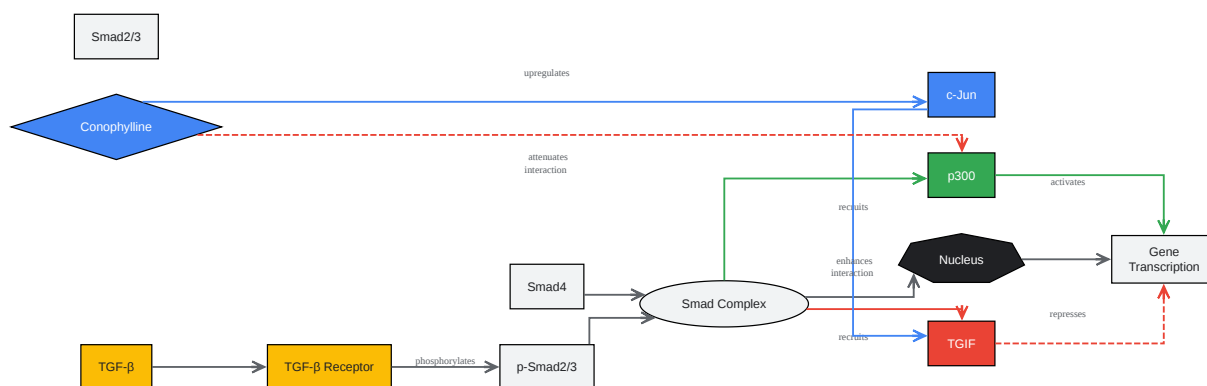 Smad2/3
upregulates
c-Jun
Conophylline
attenuates
interaction
p300
activates
recruits
Gene
Transcription
Nucleus
enhances
interaction
Smad4
Smad Complex
represses
recruits
TGIF
TGF-β
TGF-β Receptor
phosphorylates
p-Smad2/3